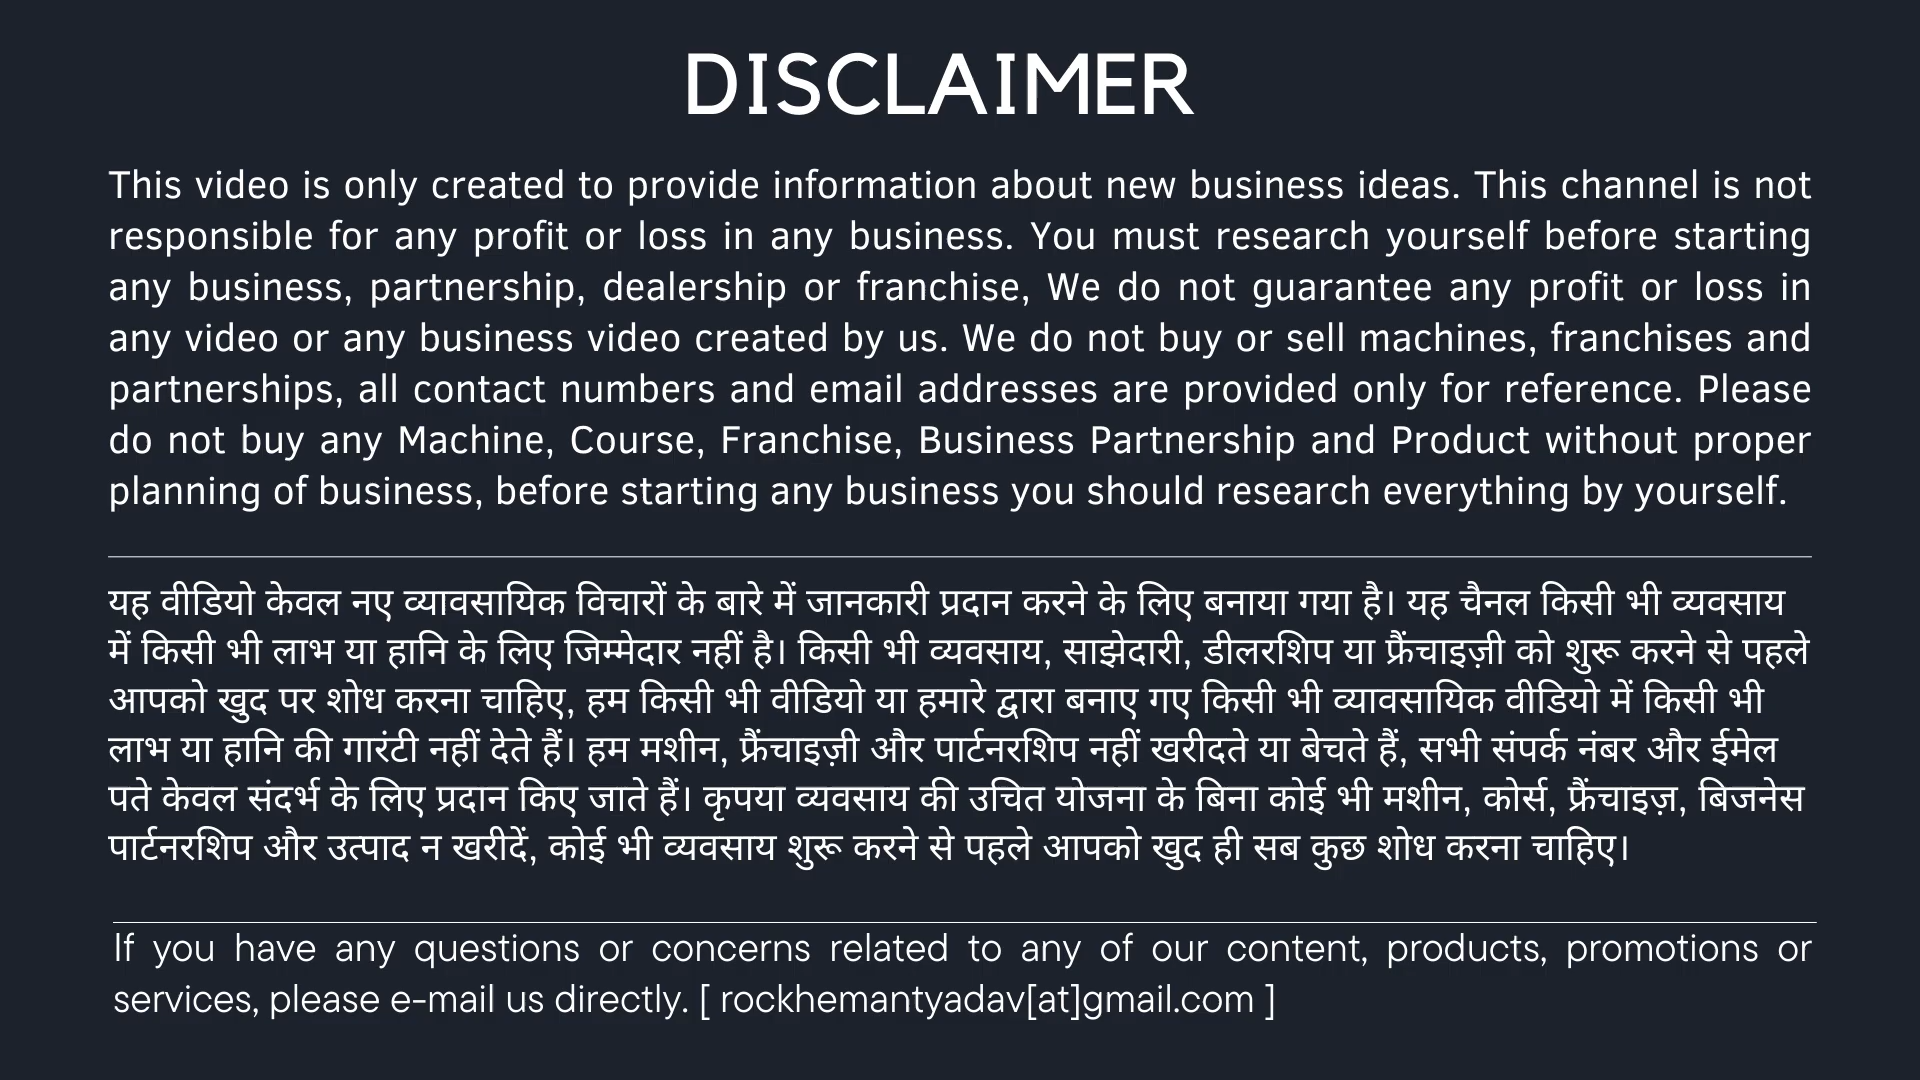 DISCLAIMER
This video is only created to provide information about new business ideas. This channel is not
responsible for any profit or loss in any business. You must research yourself before starting
any business, partnership, dealership or franchise, We do not guarantee any profit or loss in
any video or any business video created by us. We do not buy or sell machines, franchises and
partnerships, all contact numbers and email addresses are provided only for reference. Please
do not buy any Machine, Course, Franchise, Business Partnership and Product without proper
planning of business, before starting any business you should research everything by yourself.
यह वीडियो केवल नए व्यावसायिक विचारों के बारे में जानकारी प्रदान करने के लिए बनाया गया है। यह चैनल किसी भी व्यवसाय
में किसी भी लाभ या हानि के लिए जिम्मेदार नहीं है। किसी भी व्यवसाय, साझेदारी, डीलरशिप या फ्रैंचाइज़ी को शुरू करने से पहले
आपको खुद पर शोध करना चाहिए, हम किसी भी वीडियो या हमारे द्वारा बनाए गए किसी भी व्यावसायिक वीडियो में किसी भी
लाभ या हानि की गारंटी नहीं देते हैं। हम मशीन, फ्रैंचाइज़ी और पार्टनरशिप नहीं खरीदते या बेचते हैं, सभी संपर्क नंबर और ईमेल
पते केवल संदर्भ के लिए प्रदान किए जाते हैं। कृपया व्यवसाय की उचित योजना के बिना कोई भी मशीन, कोर्स, फ्रैंचाइज़, बिजनेस
पार्टनरशिप और उत्पाद न खरीदें, कोई भी व्यवसाय शुरू करने से पहले आपको खुद ही सब कुछ शोध करना चाहिए।
If you have any questions or concerns related to any of our content, products, promotions or
services, please e-mail us directly. [ rockhemantyadav[at]gmail.com ]